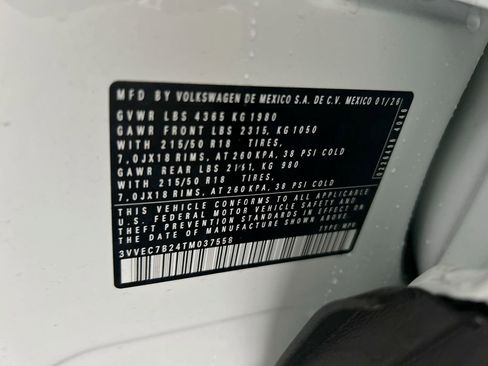 MFD BY VOLKSWAGEN DE MEXICO S.A. DE C.V. MEXICO 01/26
GVWR LBS 4365 KG 1980
GAWR FRONT LBS 2315, KG 1050
WITH 215/50 R18 TIRES,
7,0JX18 RIMS, AT 260 KPA, 38 PSI COLD
GAWR REAR LBS 2161, KG 980
WITH 215/50 R18 TIRES,
7,0JX18 RIMS, AT 260 KPA, 38 PSI COLD
THIS VEHICLE CONFORMS TO ALL APPLICABLE
U.S. FEDERAL MOTOR VEHICLE SAFETY AND
THEFT PREVENTION STANDARDS IN EFFECT ON THE
DATE OF MANUFACTURE SHOWN ABOVE.
3VVEC7B24TM037558 TYPE: MPV
4040